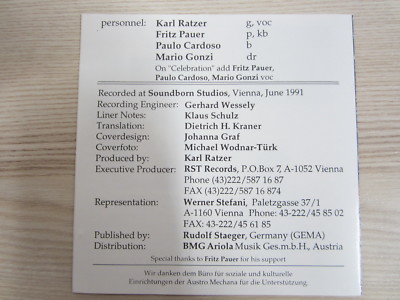 personnel: Karl Ratzer g, voc
Fritz Pauer p, kb
Paulo Cardoso b
Mario Gonzi dr
On "Celebration" add Fritz Pauer,
Paulo Cardoso, Mario Gonzi voc
Recorded at Soundborn Studios, Vienna, June 1991
Recording Engineer: Gerhard Wessely
Liner Notes: Klaus Schulz
Translation: Dietrich H. Kraner
Coverdesign: Johanna Graf
Coverfoto: Michael Wodnar-Türk
Produced by: Karl Ratzer
Executive Producer: RST Records, P.O.Box 7, A-1052 Vienna
Phone (43)222/587 16 87
FAX (43)222/587 16 874
Representation: Werner Stefani, Paletzgasse 37/1
A-1160 Vienna Phone: 43-222/45 85 02
FAX: 43-222/45 61 85
Published by: Rudolf Staeger, Germany (GEMA)
Distribution: BMG Ariola Musik Ges.m.b.H., Austria
Special thanks to Fritz Pauer for his support
Wir danken dem Büro für soziale und kulturelle
Einrichtungen der Austro Mechana für die Unterstützung.